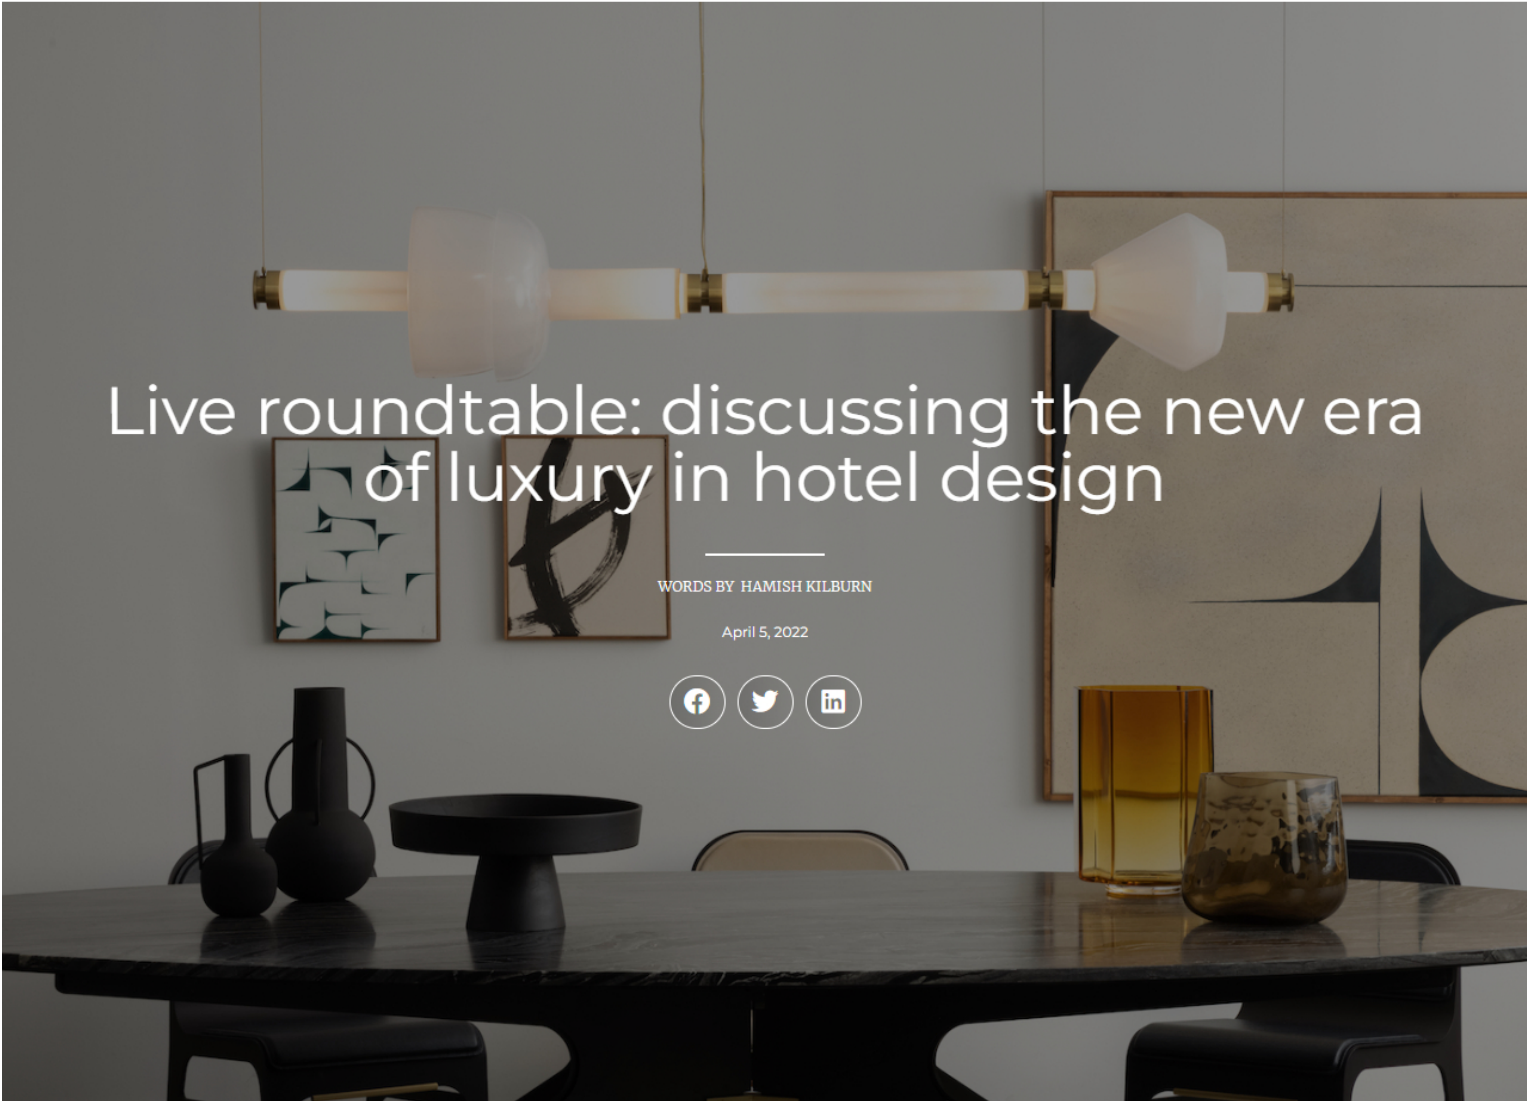 Live roundtable: discussing the new era
of luxury in hotel design
WORDS BY HAMISH KILBURN
April 5, 2022